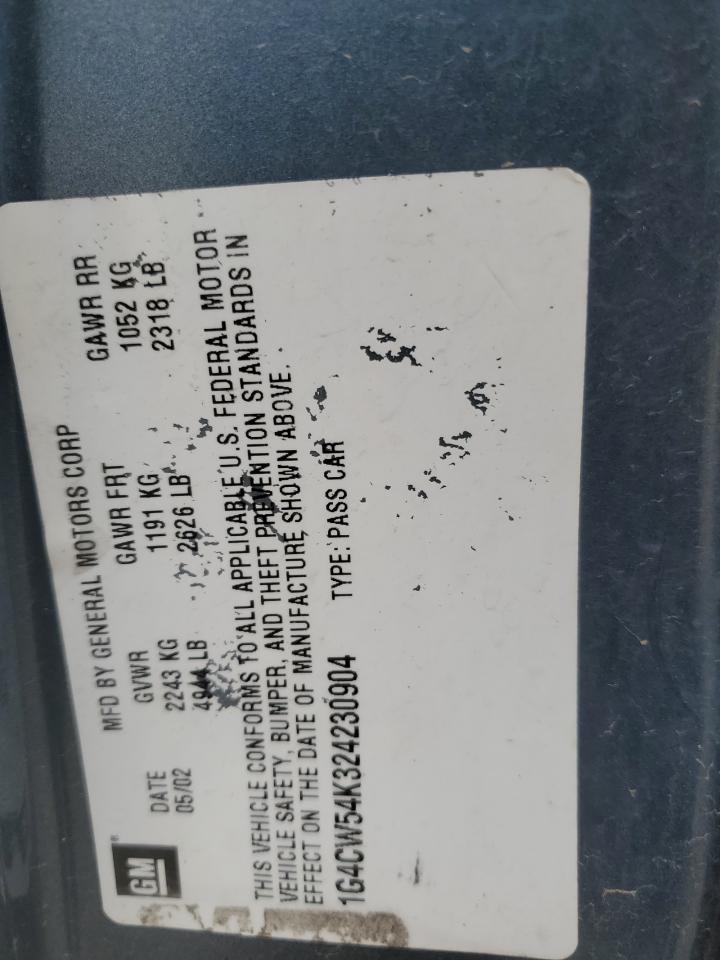 GM
MFD BY GENERAL MOTORS CORP
DATE GVWR GAWR FRT GAWR RR
05/02 2243 KG 1191 KG 1052 KG
4944 LB 2626 LB 2318 LB
THIS VEHICLE CONFORMS TO ALL APPLICABLE U.S. FEDERAL MOTOR
VEHICLE SAFETY, BUMPER, AND THEFT PREVENTION STANDARDS IN
EFFECT ON THE DATE OF MANUFACTURE SHOWN ABOVE.
1G4CW54K324230904 TYPE: PASS CAR